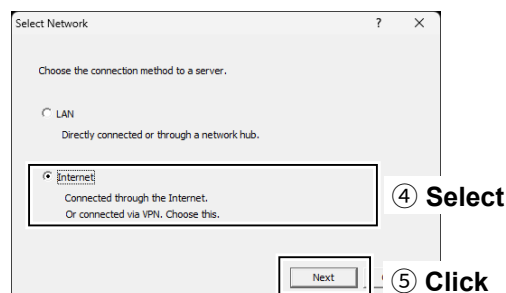 Select Network ? ×
Choose the connection method to a server.
LAN
Directly connected or through a network hub.
Internet
Connected through the Internet.
Or connected via VPN. Choose this.
④ Select
Next
⑤ Click